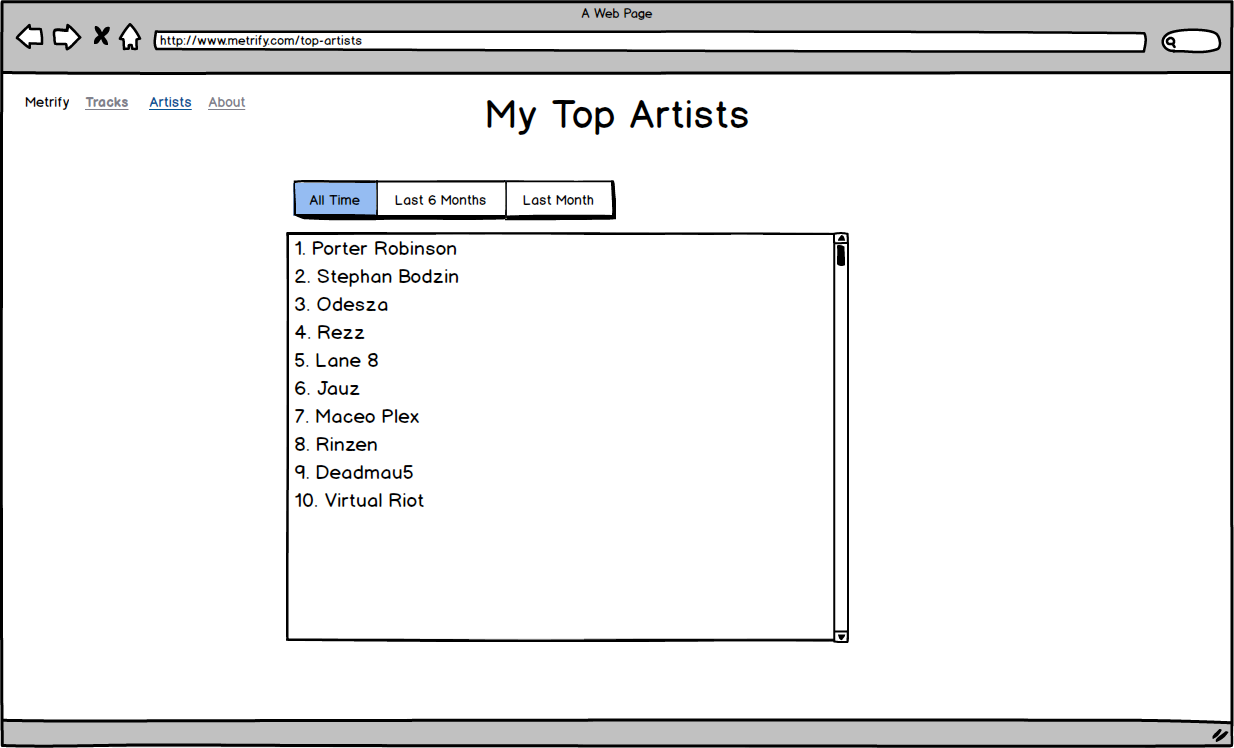 A Web Page
http://www.metrify.com/top-artists
Metrify Tracks Artists About
My Top Artists
All Time Last 6 Months Last Month
1. Porter Robinson
2. Stephan Bodzin
3. Odesza
4. Rezz
5. Lane 8
6. Jauz
7. Maceo Plex
8. Rinzen
9. Deadmau5
10. Virtual Riot